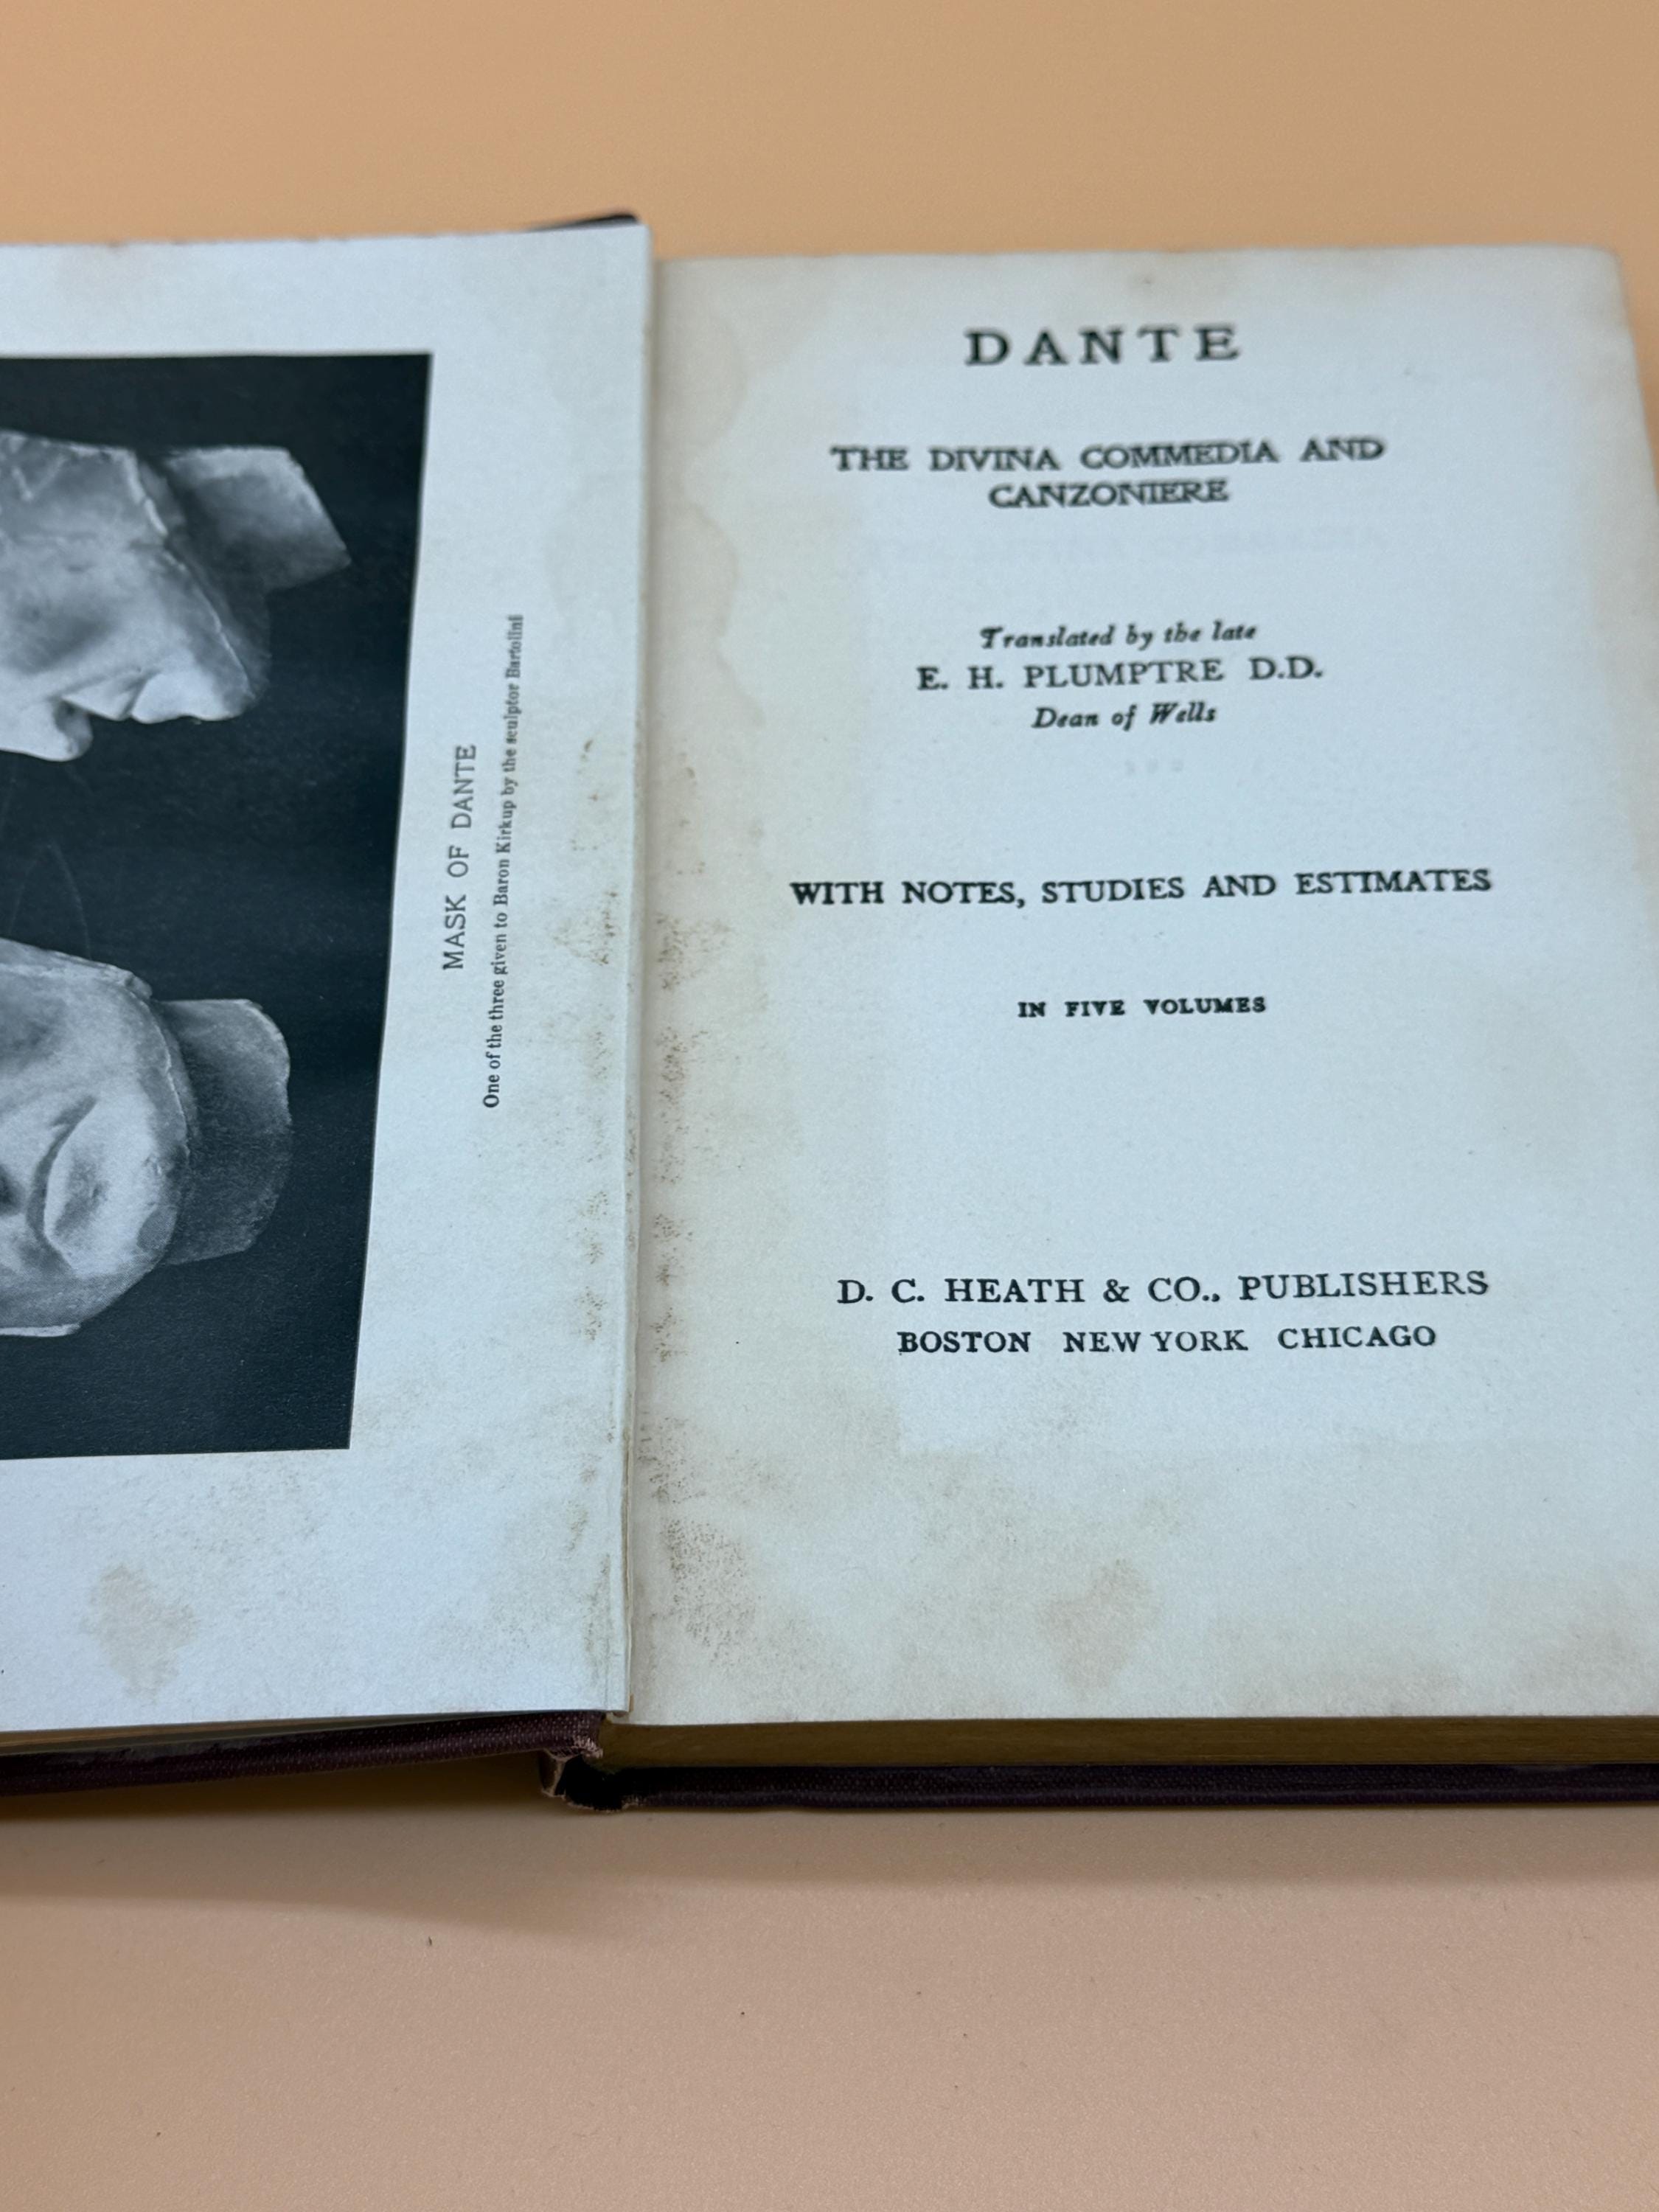 MASK OF DANTE
One of the three given to Baron Kirkup by the sculptor Bartolini
DANTE
THE DIVINA COMMEDIA AND
CANZONIERE
Translated by the late
E. H. PLUMPTRE D.D.
Dean of Wells
WITH NOTES, STUDIES AND ESTIMATES
IN FIVE VOLUMES
D. C. HEATH & CO., PUBLISHERS
BOSTON NEW YORK CHICAGO